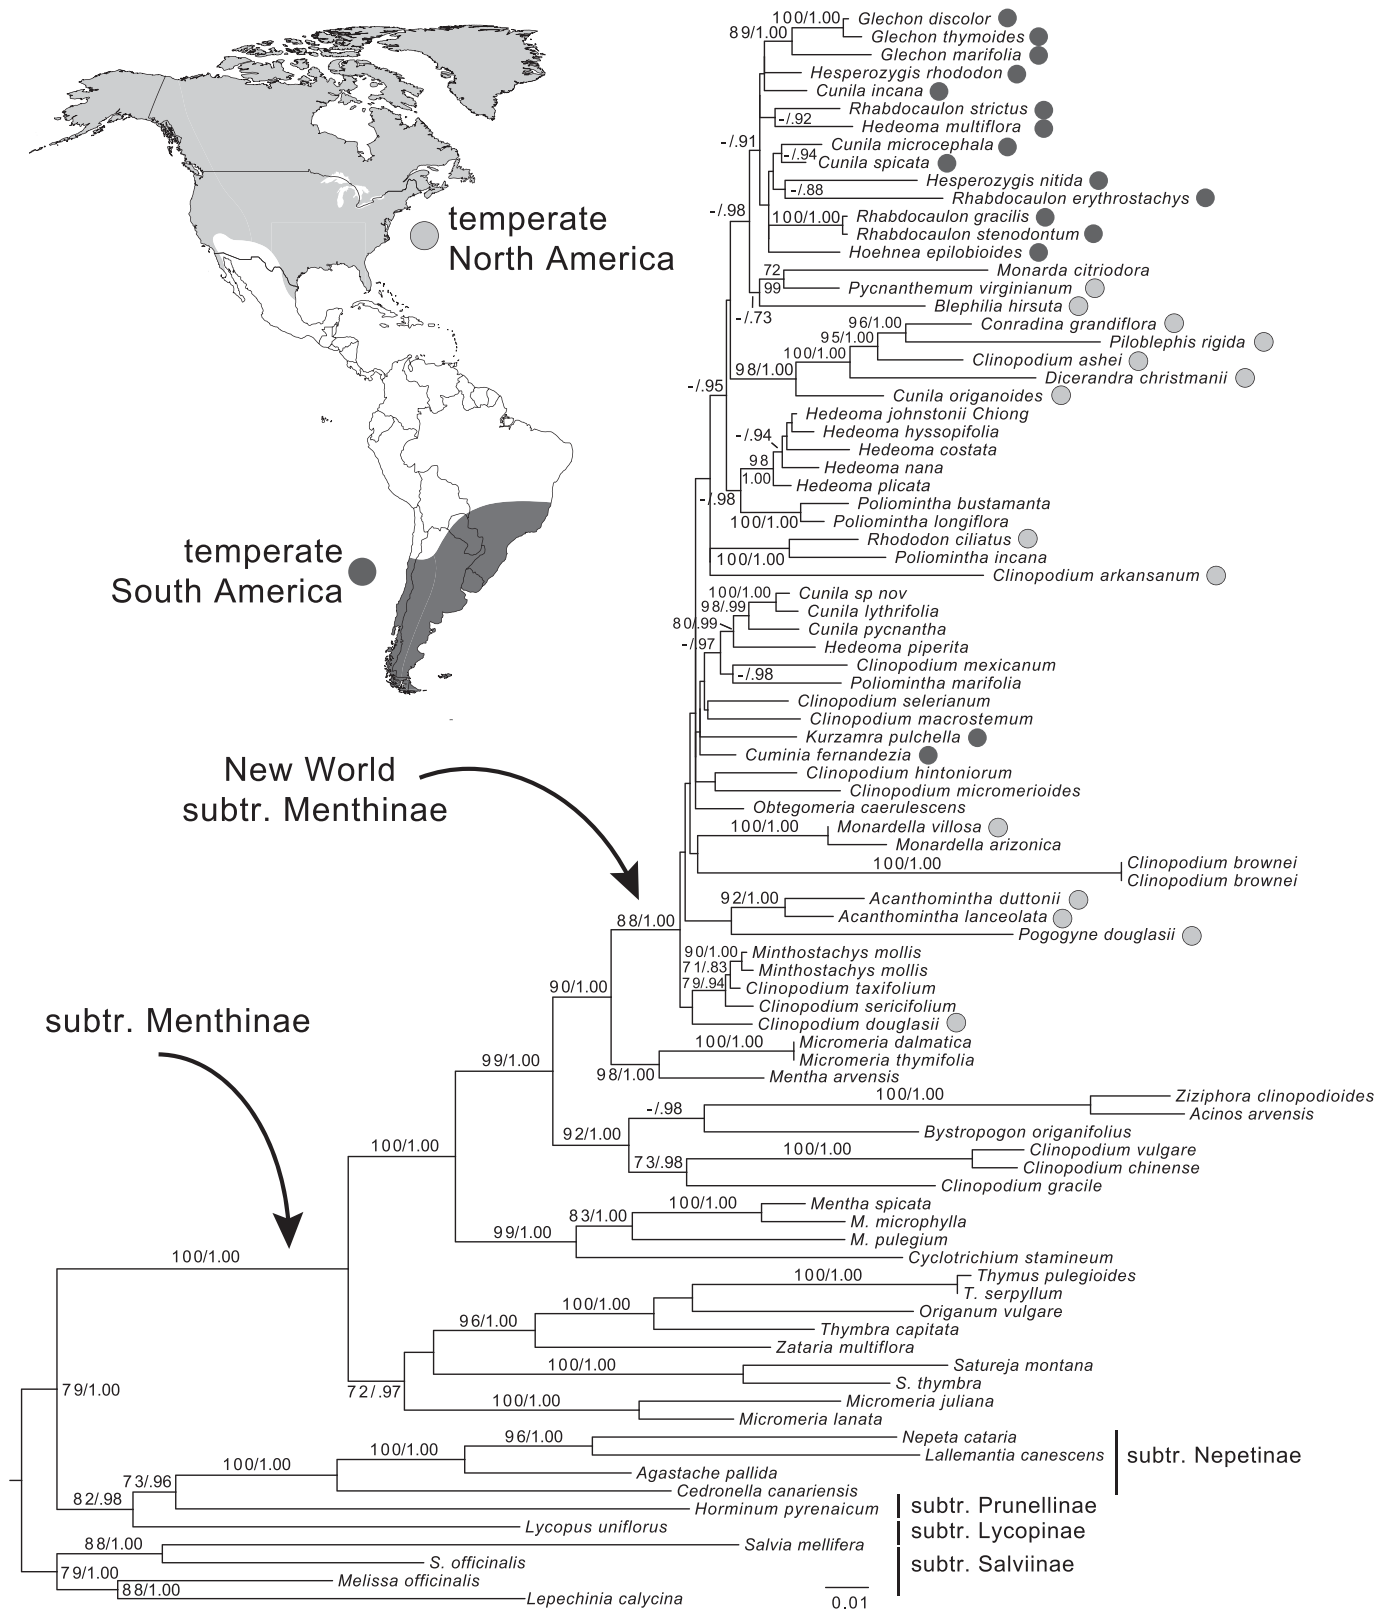 temperate
North America
temperate
South America
New World
subtr. Menthinae
subtr. Menthinae
100/1.00
Glechon discolor
89/1.00
Glechon thymoides
Glechon marifolia
Hesperozygis rhododon
Cunila incana
Rhabdocaulon strictus
-/.92
Hedeoma multiflora
-/.91
Cunila microcephala
-/.94
Cunila spicata
Hesperozygis nitida
-/.88
Rhabdocaulon erythrostachys
-/.98
100/1.00
Rhabdocaulon gracilis
Rhabdocaulon stenodontum
Hoehnea epilobioides
72
99
Monarda citriodora
Pycnanthemum virginianum
Blephilia hirsuta
-/.73
96/1.00
Conradina grandiflora
95/1.00
Piloblephis rigida
100/1.00
Clinopodium ashei
98/1.00
Dicerandra christmanii
-/.95
Cunila origanoides
Hedeoma johnstonii Chiong
Hedeoma hyssopifolia
-/.94
Hedeoma costata
98
1.00
Hedeoma nana
Hedeoma plicata
-/.98
Poliomintha bustamanta
100/1.00
Poliomintha longiflora
Rhododon ciliatus
100/1.00
Poliomintha incana
Clinopodium arkansanum
100/1.00
Cunila sp nov
98/.99
Cunila lythrifolia
80/.99
Cunila pycnantha
-/.97
Hedeoma piperita
Clinopodium mexicanum
-/.98
Poliomintha marifolia
Clinopodium selerianum
Clinopodium macrostemum
Kurzamra pulchella
Cuminia fernandezia
Clinopodium hintoniorum
Clinopodium micromerioides
Obtegomeria caerulescens
100/1.00
Monardella villosa
Monardella arizonica
100/1.00
Clinopodium brownei
Clinopodium brownei
92/1.00
Acanthomintha duttonii
Acanthomintha lanceolata
88/1.00
Pogogyne douglasii
90/1.00
Minthostachys mollis
71/.83
Minthostachys mollis
79/.94
Clinopodium taxifolium
Clinopodium sericifolium
Clinopodium douglasii
90/1.00
100/1.00
Micromeria dalmatica
Micromeria thymifolia
98/1.00
Mentha arvensis
99/1.00
100/1.00
Ziziphora clinopodioides
Acinos arvensis
-/.98
Bystropogon origanifolius
92/1.00
100/1.00
Clinopodium vulgare
Clinopodium chinense
73/.98
Clinopodium gracile
100/1.00
100/1.00
Mentha spicata
83/1.00
M. microphylla
M. pulegium
99/1.00
Cyclotrichium stamineum
100/1.00
100/1.00
Thymus pulegioides
T. serpyllum
100/1.00
Origanum vulgare
96/1.00
Thymbra capitata
Zataria multiflora
100/1.00
Satureja montana
S. thymbra
72/.97
100/1.00
Micromeria juliana
Micromeria lanata
79/1.00
96/1.00
Nepeta cataria
100/1.00
Lallemantia canescens
subtr. Nepetinae
100/1.00
Agastache pallida
73/.96
Cedronella canariensis
82/.98
Horminum pyrenaicum
subtr. Prunellinae
Lycopus uniflorus
subtr. Lycopinae
88/1.00
Salvia mellifera
S. officinalis
subtr. Salviinae
79/1.00
Melissa officinalis
88/1.00
Lepechinia calycina
0.01